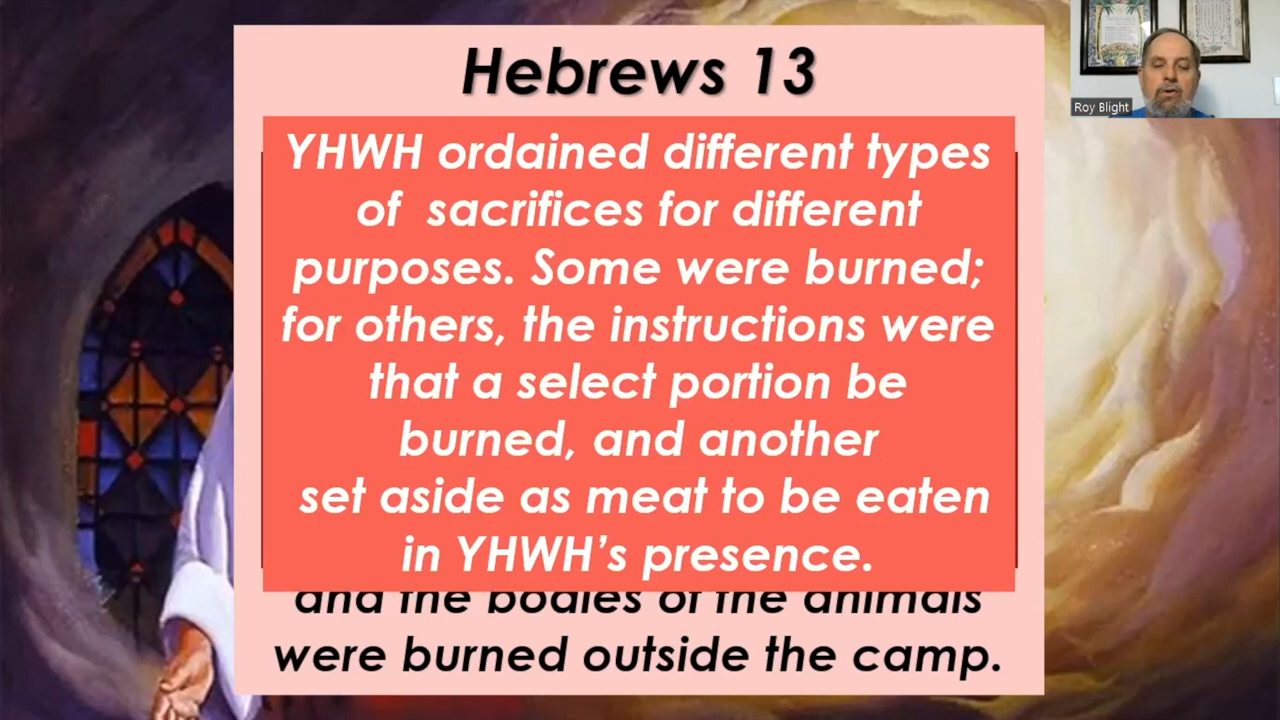 Hebrews 13
Roy Blight
YHWH ordained different types
of sacrifices for different
purposes. Some were burned;
for others, the instructions were
that a select portion be
burned, and another
set aside as meat to be eaten
in YHWH’s presence.
and the bodies of the animals
were burned outside the camp.